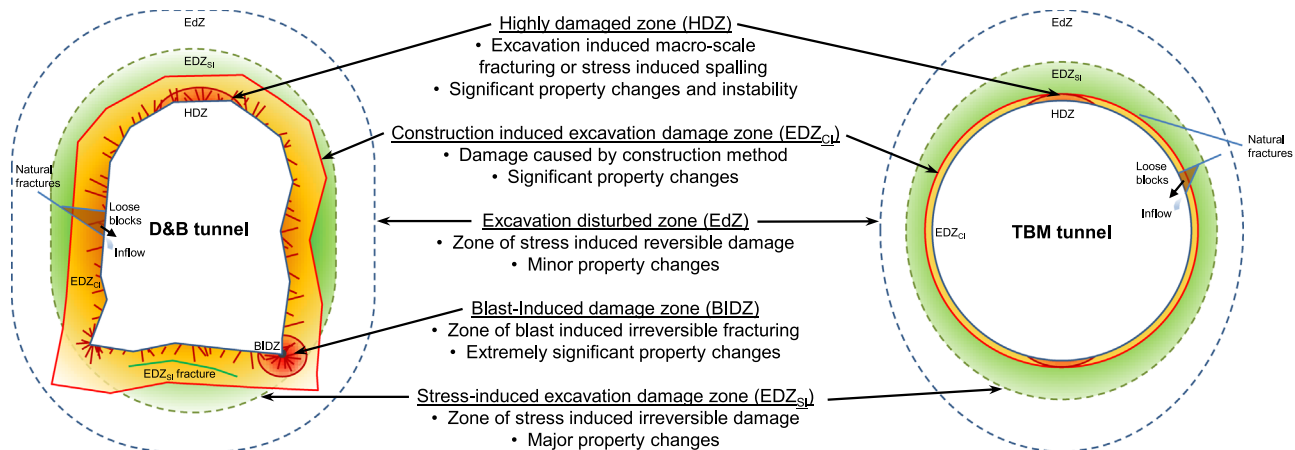 EdZ
EDZSI
HDZ
Natural
fractures
Loose
blocks
Inflow
D&B tunnel
EDZCI
BIDZ
EDZSI fracture
Highly damaged zone (HDZ)
• Excavation induced macro-scale
fracturing or stress induced spalling
• Significant property changes and instability
Construction induced excavation damage zone (EDZCI)
• Damage caused by construction method
• Significant property changes
Excavation disturbed zone (EdZ)
• Zone of stress induced reversible damage
• Minor property changes
Blast-Induced damage zone (BIDZ)
• Zone of blast induced irreversible fracturing
• Extremely significant property changes
Stress-induced excavation damage zone (EDZSI)
• Zone of stress induced irreversible damage
• Major property changes
EdZ
EDZSI
HDZ
Natural
fractures
Loose
blocks
Inflow
EDZCI
TBM tunnel